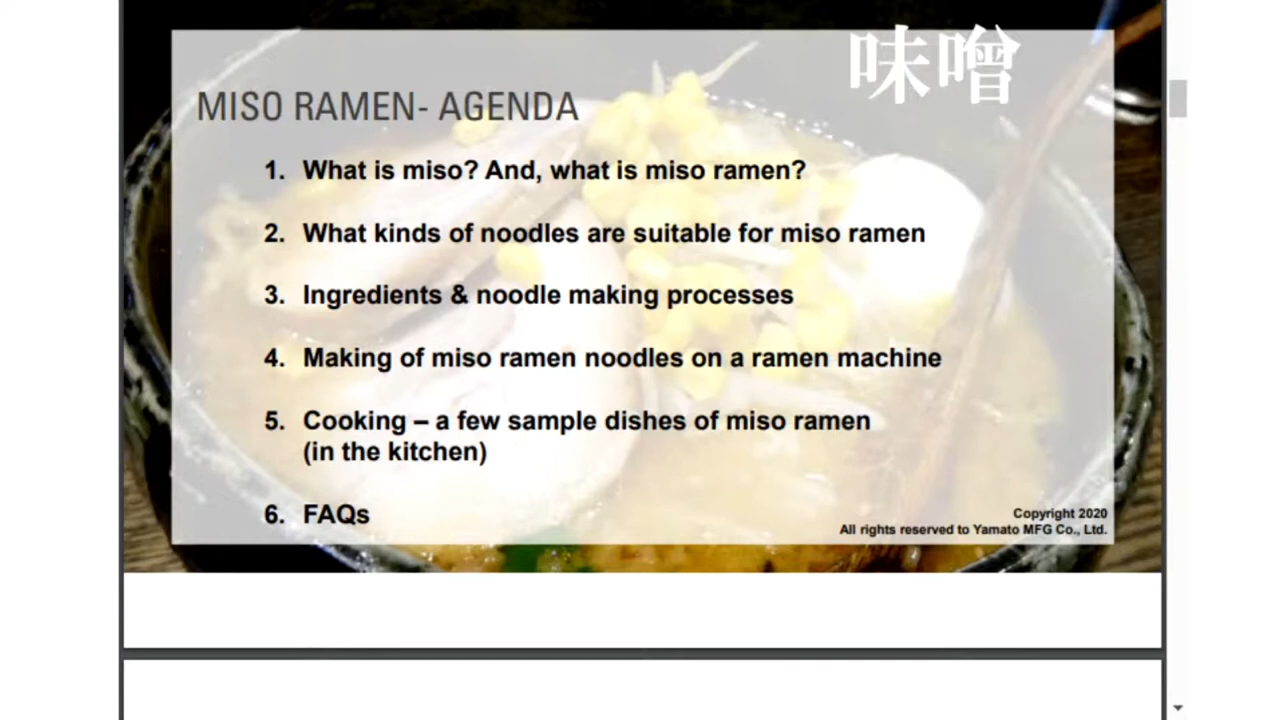 味噌
MISO RAMEN- AGENDA
1. What is miso? And, what is miso ramen?
2. What kinds of noodles are suitable for miso ramen
3. Ingredients & noodle making processes
4. Making of miso ramen noodles on a ramen machine
5. Cooking – a few sample dishes of miso ramen
(in the kitchen)
6. FAQs
Copyright 2020
All rights reserved to Yamato MFG Co., Ltd.